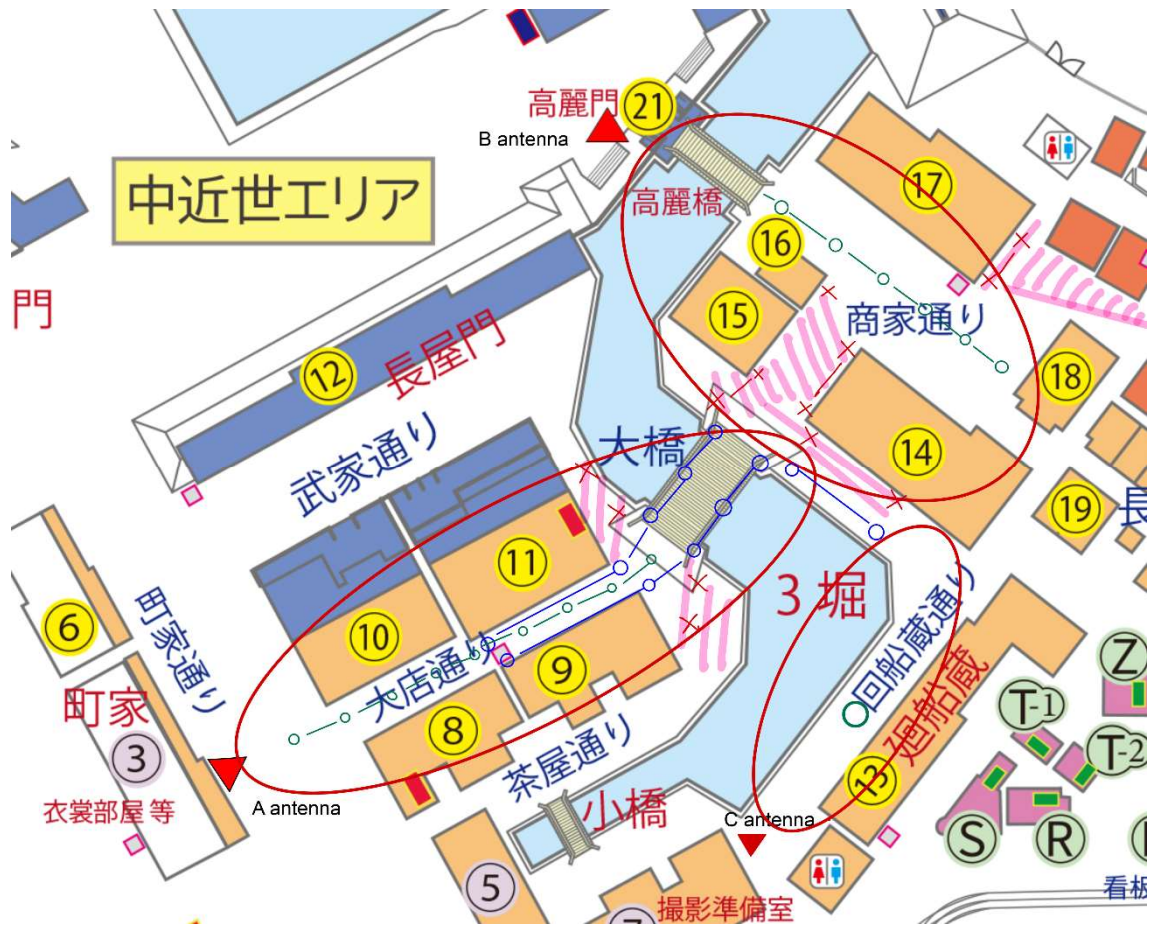 高麗門
21
B antenna
中近世エリア
高麗橋
17
16
15
商家通り
門
12
長屋門
18
大橋
14
武家通り
19
長
11
3堀
6
町家通り
10
大店通り
9
回船蔵通り
廻船蔵
Z
町家
3
8
茶屋通り
T-1
T-2
衣裳部屋 等
A antenna
小橋
C antenna
13
S
R
5
撮影準備室
7
看板